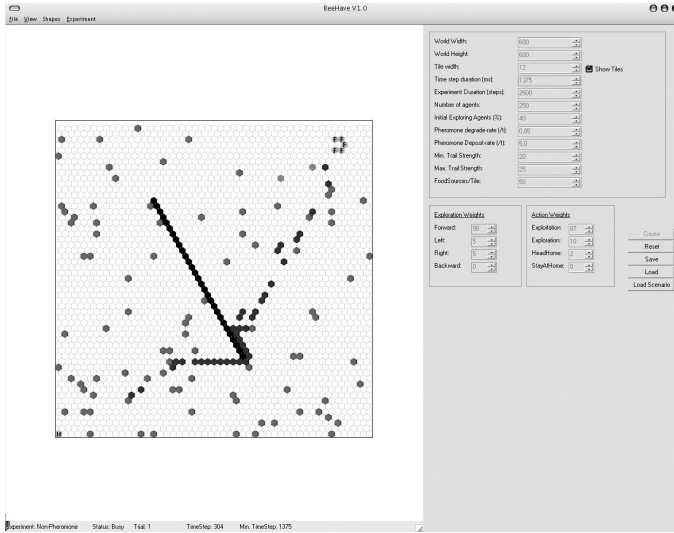 BeeHave V1.0
File View Shapes Experiment
World Width: 600
World Height: 600
Tile width: 12
Show Tiles
Time step duration (ms): 1375
Experiment Duration (steps): 2500
Number of agents: 250
Initial Exploring Agents (%): 40
Pheromone degrade-rate (/t): 0,05
Pheromone Deposit-rate (/t): 5,0
Min. Trail Strength: 20
Max. Trail Strength: 25
FoodSources/Tile: 50
Exploration Weights
Forward: 90
Left: 5
Right: 5
Backward: 0
Action Weights
Exploitation: 87
Exploration: 10
HeadHome: 2
StayAtHome: 0
Create
Reset
Save
Load
Load Scenario
F F
F
F F
H
Experiment: Non-Pheromone Status: Busy Trial: 1 TimeStep: 304 Min. TimeStep: 1375